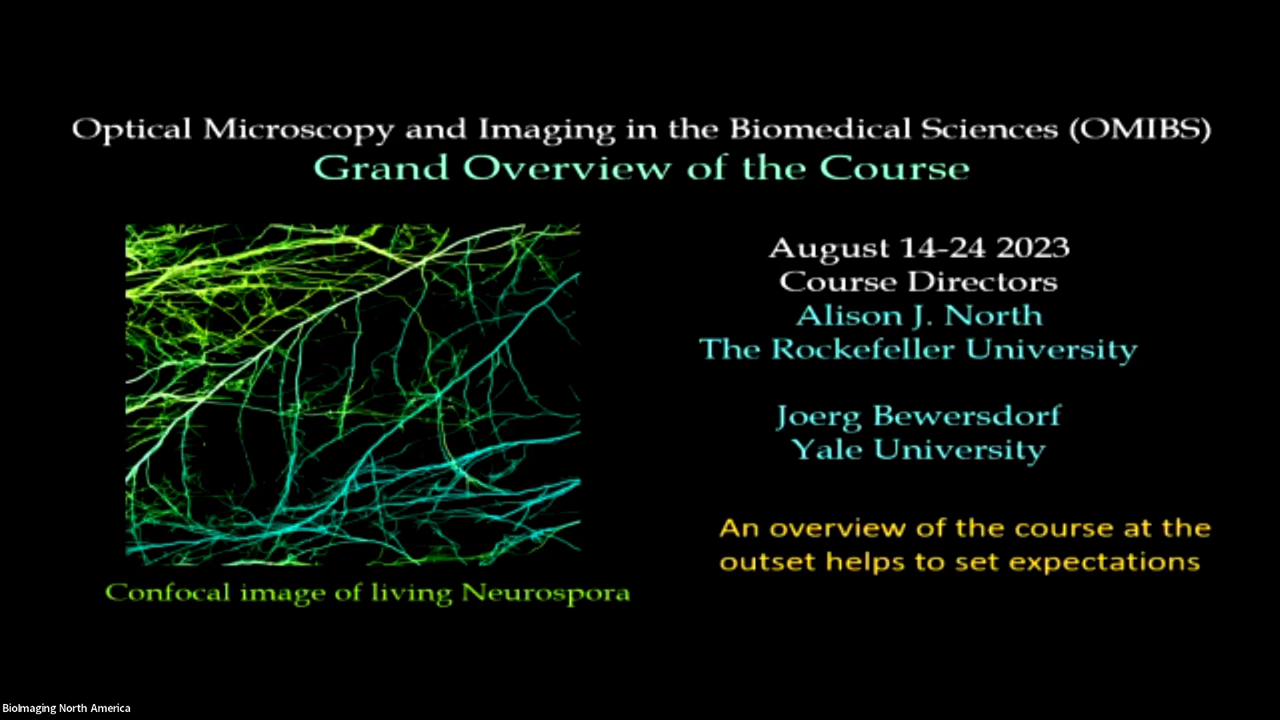 Optical Microscopy and Imaging in the Biomedical Sciences (OMIBS)
Grand Overview of the Course
August 14-24 2023
Course Directors
Alison J. North
The Rockefeller University
Joerg Bewersdorf
Yale University
An overview of the course at the
outset helps to set expectations
Confocal image of living Neurospora
BioImaging North America